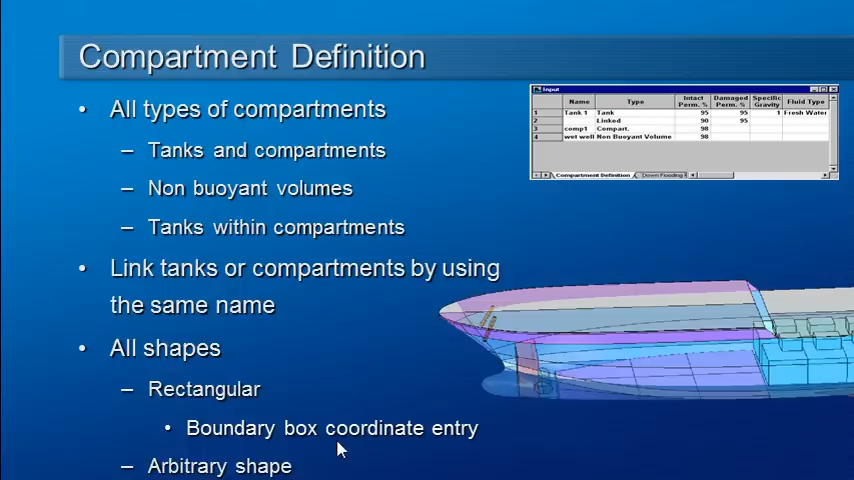 Compartment Definition
• All types of compartments
– Tanks and compartments
– Non buoyant volumes
– Tanks within compartments
• Link tanks or compartments by using
the same name
• All shapes
– Rectangular
• Boundary box coordinate entry
– Arbitrary shape
Input
Name Type Intact Perm. % Damaged Perm. % Specific Gravity Fluid Type
1 Tank 1 Tank 95 95 1 Fresh Water
2 Linked 90 95
3 comp1 Compart. 98
4 wet well Non Buoyant Volume 98
Compartment Definition Down Flooding